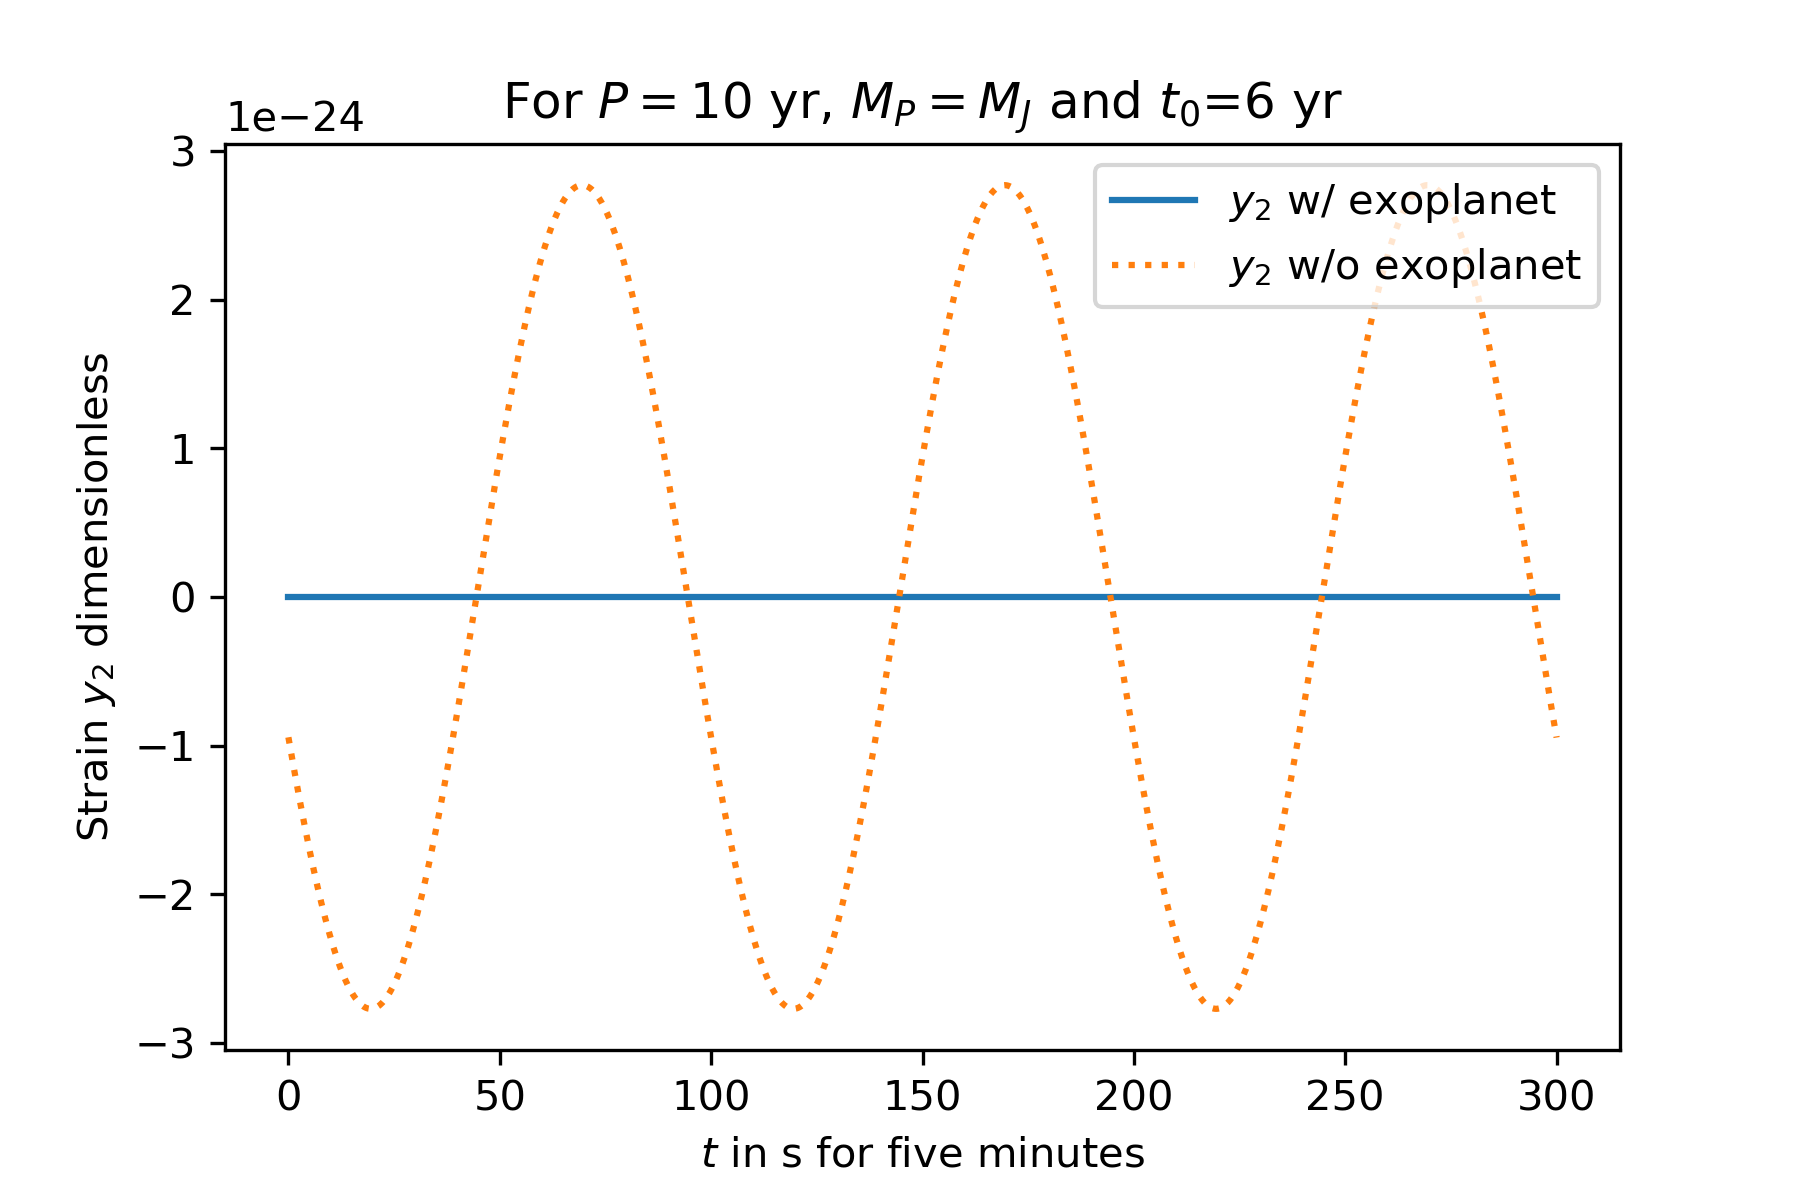 For P = 10 yr, M_P = M_J and t_0=6 yr
1e−24
3
2
1
0
−1
−2
−3
Strain y_2 dimensionless
y_2 w/ exoplanet
y_2 w/o exoplanet
0 50 100 150 200 250 300
t in s for five minutes